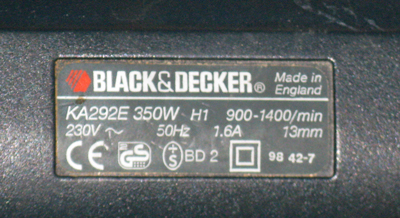 BLACK&DECKER® Made in England
KA292E 350W H1 900-1400/min
230V ~ 50Hz 1.6A 13mm
CE GS S BD 2 98 42-7